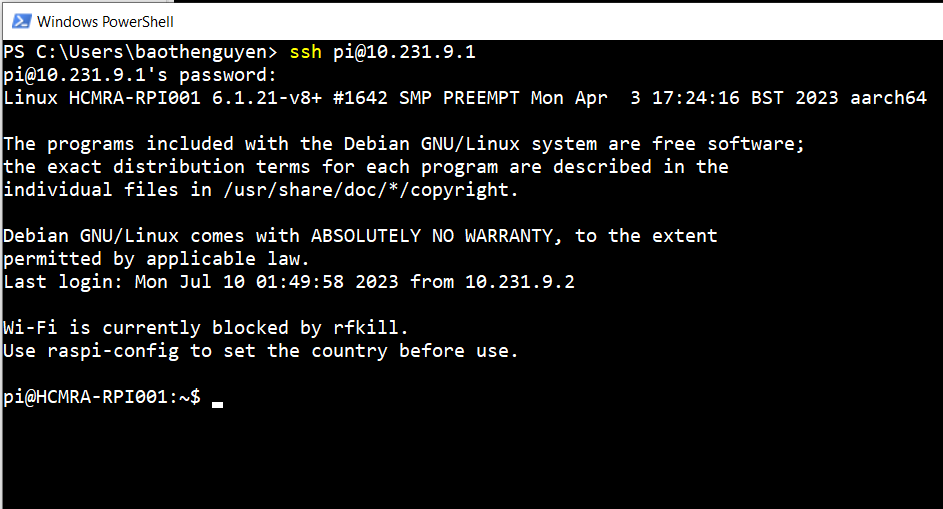 Windows PowerShell
PS C:\Users\baothenguyen> ssh pi@10.231.9.1
pi@10.231.9.1's password:
Linux HCMRA-RPI001 6.1.21-v8+ #1642 SMP PREEMPT Mon Apr  3 17:24:16 BST 2023 aarch64
The programs included with the Debian GNU/Linux system are free software;
the exact distribution terms for each program are described in the
individual files in /usr/share/doc/*/copyright.
Debian GNU/Linux comes with ABSOLUTELY NO WARRANTY, to the extent
permitted by applicable law.
Last login: Mon Jul 10 01:49:58 2023 from 10.231.9.2
Wi-Fi is currently blocked by rfkill.
Use raspi-config to set the country before use.
pi@HCMRA-RPI001:~$